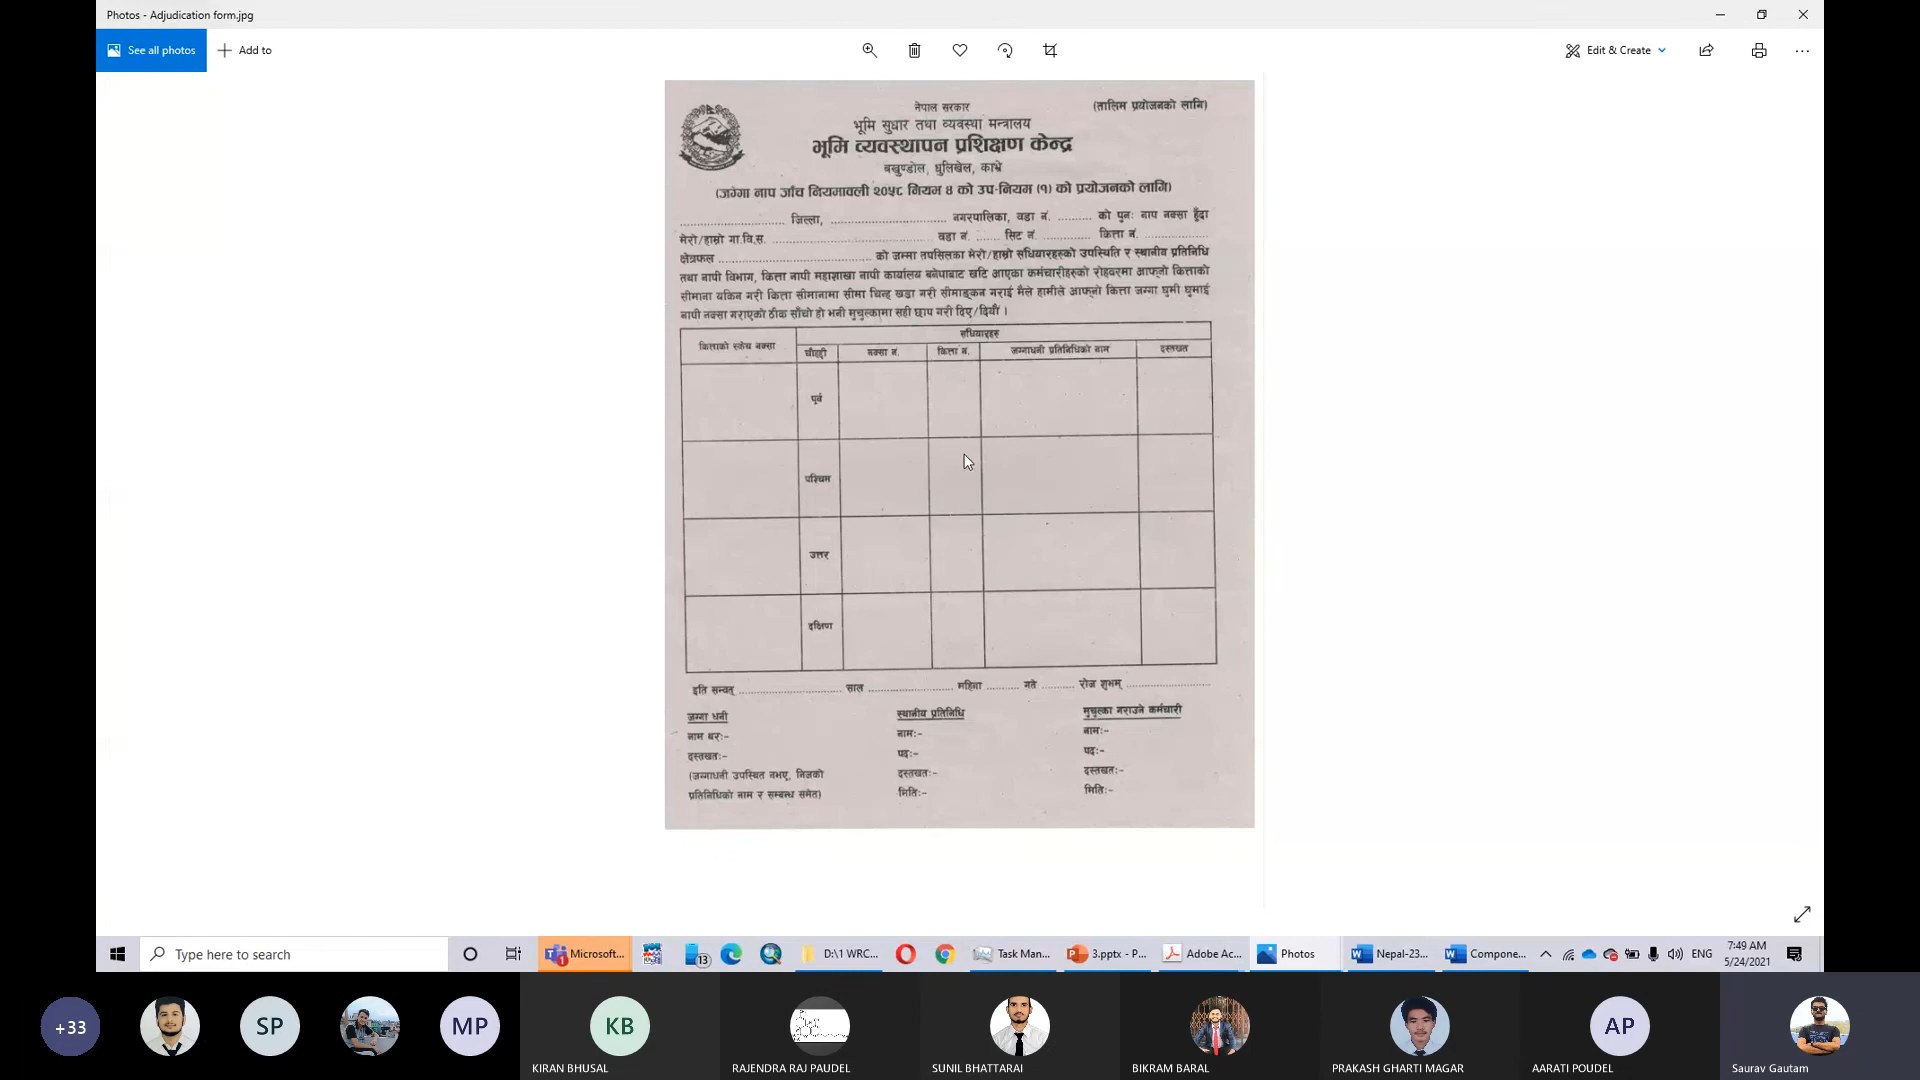 Photos - Adjudication form.jpg
See all photos
Add to
Edit & Create
नेपाल सरकार
(तालिम प्रयोजनको लागि)
भूमि सुधार तथा व्यवस्था मन्त्रालय
भूमि व्यवस्थापन प्रशिक्षण केन्द्र
बखुण्डोल, धुलिखेल, काभ्रे
(जग्गा नाप जाँच नियमावली २०५८ नियम ४ को उप-नियम (१) को प्रयोजनको लागि)
.......................... जिल्ला, ............................. नगरपालिका, वडा नं. ......... को पुनः नाप नक्सा हुँदा
मेरो/हाम्रो गा.वि.स. ........................................ वडा नं. ...... सिट नं. ............ कित्ता नं. ................
क्षेत्रफल ...................................... को जम्मा तपसिलका मेरो/हाम्रो संधियारहरुको उपस्थिति र स्थानीय प्रतिनिधि
तथा नापी विभाग, कित्ता नापी महाशाखा नापी कार्यालय बनेपाबाट खटि आएका कर्मचारीहरुको रोहवरमा आफ्नो कित्ताको
सीमाना यकिन गरी कित्ता सीमानामा सीमा चिन्ह खडा गरी सीमाङ्कन गराई मैले हामीले आफ्नो कित्ता जग्गा घुमी घुमाई
नापी नक्सा गराएको ठीक साँचो हो भनी मुचुल्कामा सही छाप गरी दिए/दियौं ।
कित्ताको स्केच नक्सा
संधियारहरु
चौहद्दी
नक्सा नं.
कित्ता नं.
जग्गाधनी प्रतिनिधिको नाम
दस्तखत
पूर्व
पश्चिम
उत्तर
दक्षिण
इति सम्वत् .......................... साल ..................... महिना ......... गते ......... रोज शुभम् .....................
जग्गा धनी
स्थानीय प्रतिनिधि
मुचुल्का गराउने कर्मचारी
नाम थर:-
नाम:-
नाम:-
दस्तखत:-
पद:-
पद:-
(जग्गाधनी उपस्थित नभए, निजको
दस्तखत:-
दस्तखत:-
प्रतिनिधिको नाम र सम्बन्ध समेत)
मिति:-
मिति:-
Type here to search
1
Microsoft...
13
D:\1 WRC...
Task Man...
3.pptx - P...
Adobe Ac...
Photos
Nepal-23...
Compone...
ENG
7:49 AM
5/24/2021
+33
SP
MP
KB
AP
KIRAN BHUSAL
RAJENDRA RAJ PAUDEL
SUNIL BHATTARAI
BIKRAM BARAL
PRAKASH GHARTI MAGAR
AARATI POUDEL
Saurav Gautam